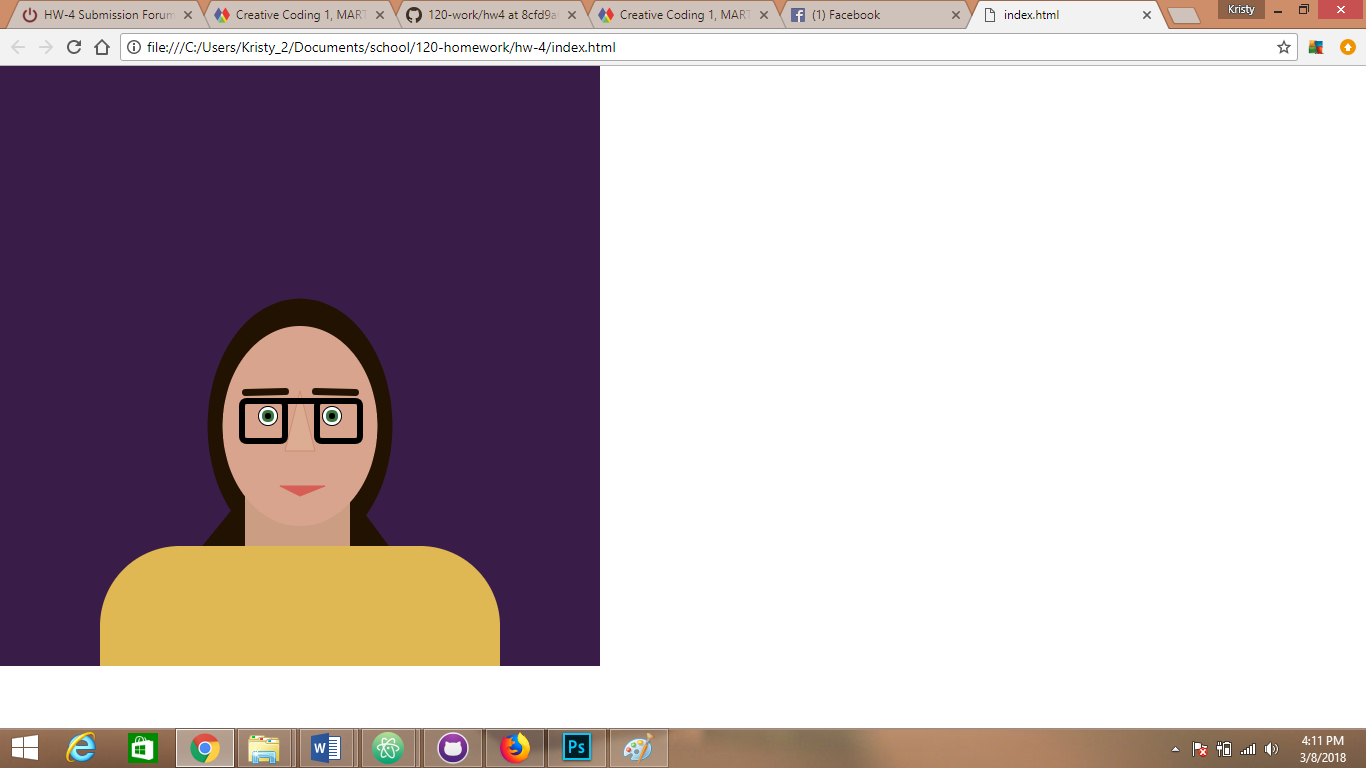 HW-4 Submission Forum
Creative Coding 1, MART
120-work/hw4 at 8cfd9a
Creative Coding 1, MART
(1) Facebook
index.html
Kristy
file:///C:/Users/Kristy_2/Documents/school/120-homework/hw-4/index.html
Ps
4:11 PM
3/8/2018